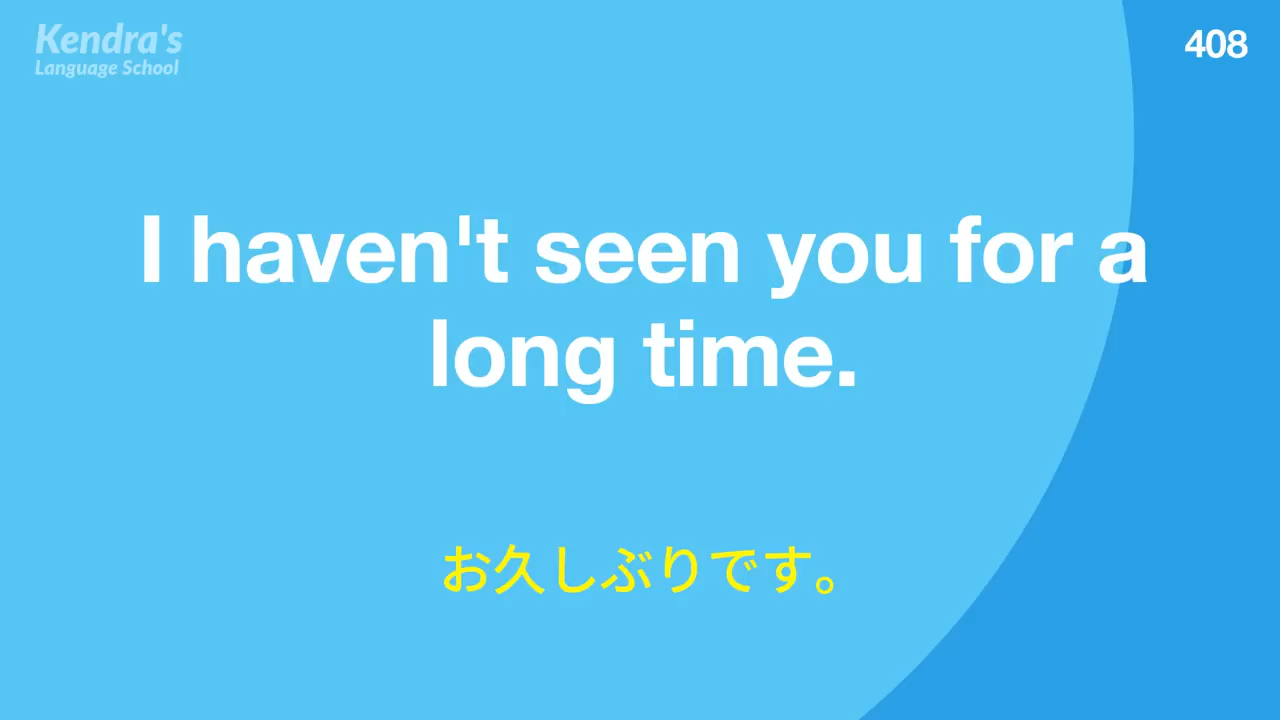 Kendra's
Language School
408
I haven't seen you for a
long time.
お久しぶりです。